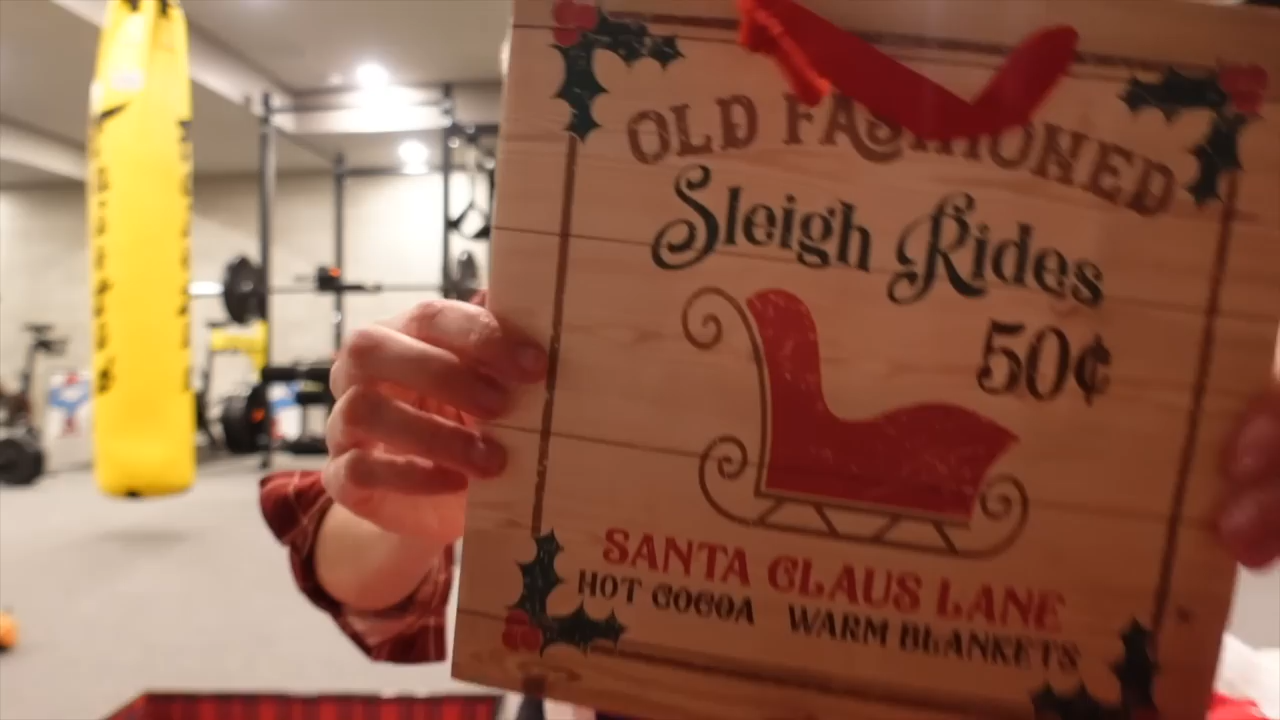 OLD FASHIONED
Sleigh Rides
50¢
SANTA CLAUS LANE
HOT COCOA WARM BLANKETS